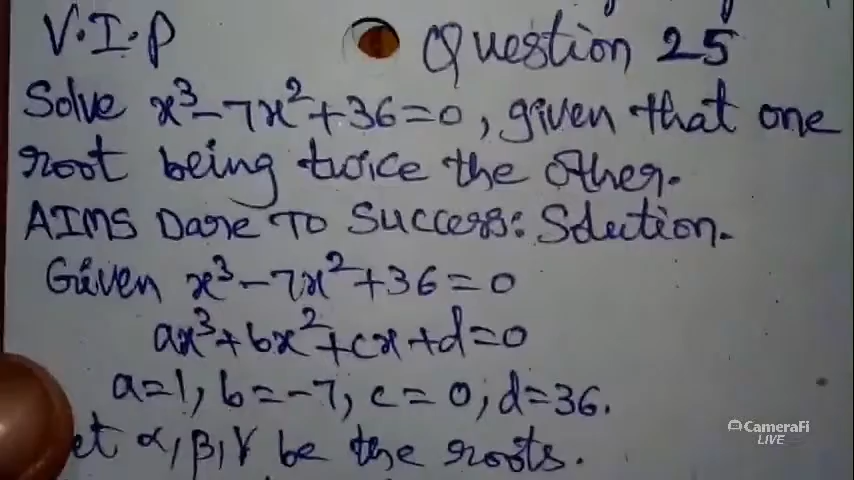 V.I.P Question 25
Solve x³-7x²+36=0, given that one
root being twice the other.
AIMS Dare To Success: Solution.
Given x³-7x²+36=0
ax³+bx²+cx+d=0
a=1, b=-7, c=0, d=36.
et α, β, γ be the roots.
CameraFi
LIVE